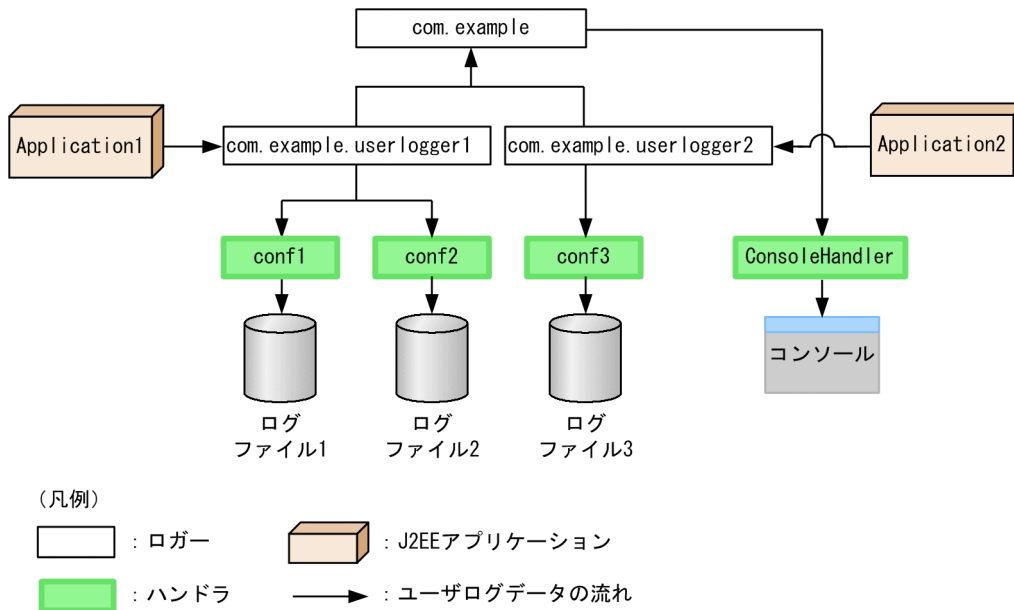 com.example
Application1
com.example.userlogger1
com.example.userlogger2
Application2
conf1
conf2
conf3
ConsoleHandler
コンソール
ログ
ファイル1
ログ
ファイル2
ログ
ファイル3
(凡例)
:ロガー
:J2EEアプリケーション
:ハンドラ
:ユーザログデータの流れ